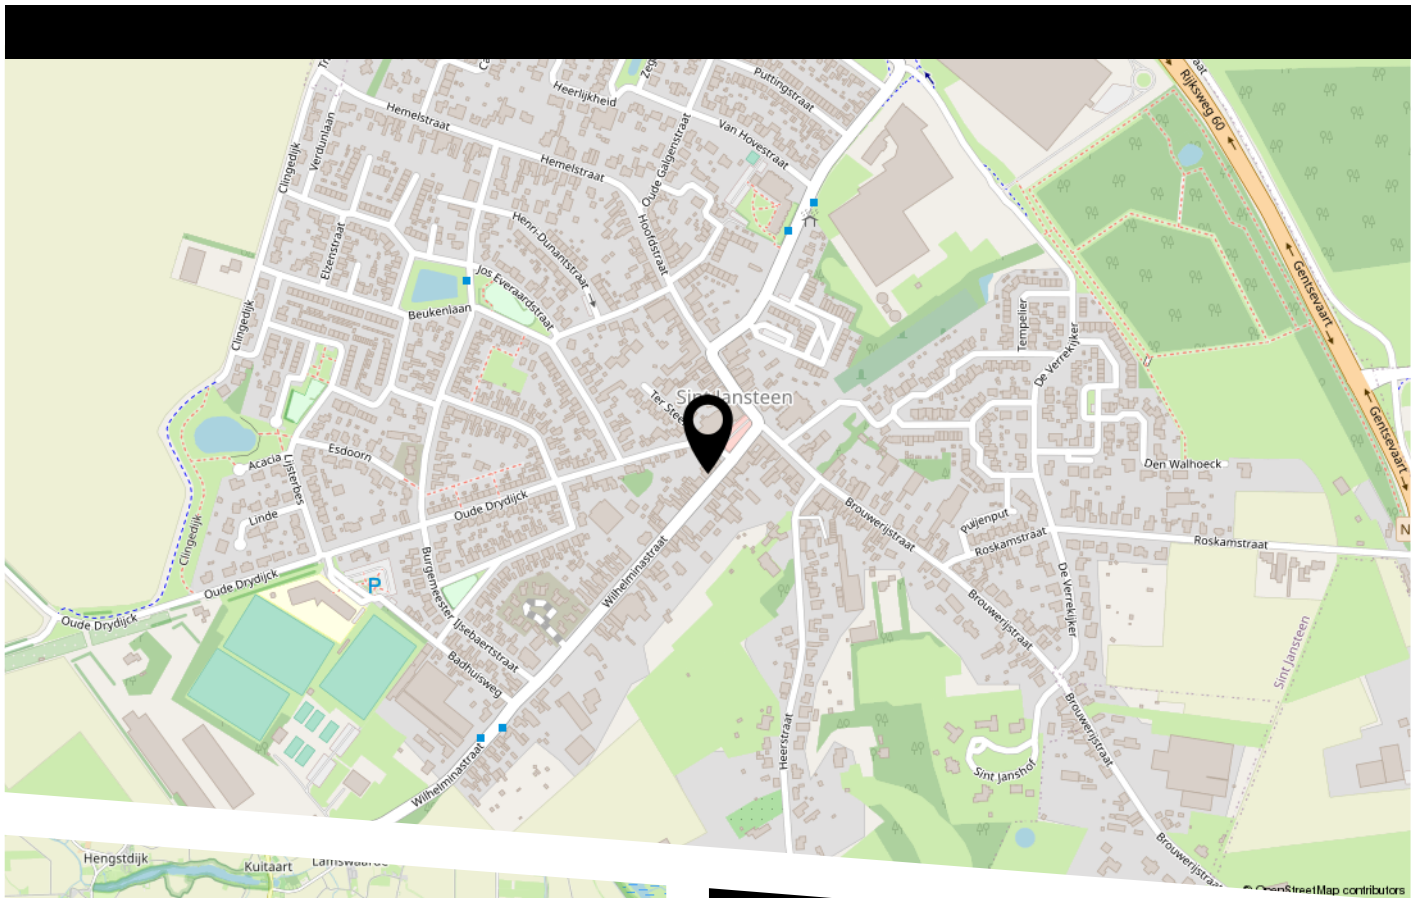 Puttingstraat
Heerlijkheid
Rijksweg 60
Hemelstraat
Verdunlaan
Van Hovestraat
Oude Galgenstraat
Clingedijk
Hemelstraat
Henri-Dunantstraat
Hoofdstraat
Elzenstraat
Jos Everaardstraat
Gentsevaart
Beukenlaan
Clingedijk
Tempelier
De Verrekijker
Sint Jansteen
Gentsevaart
Esdoorn
Acacia
Lijsterbes
Den Walhoeck
Oude Drydijck
Brouwerijstraat
Linde
Puijenput
Clingedijk
Roskamstraat
Roskamstraat
Wilhelminastraat
P
Burgemeester IJsebaertstraat
Oude Drydijck
Oude Drydijck
De Verrekijker
Brouwerijstraat
Sint Jansteen
Badhuisweg
Brouwerijstraat
Heerstraat
Wilhelminastraat
Sint Janshof
Brouwerijstraat
Hengstdijk
Kuitaart
© OpenStreetMap contributors